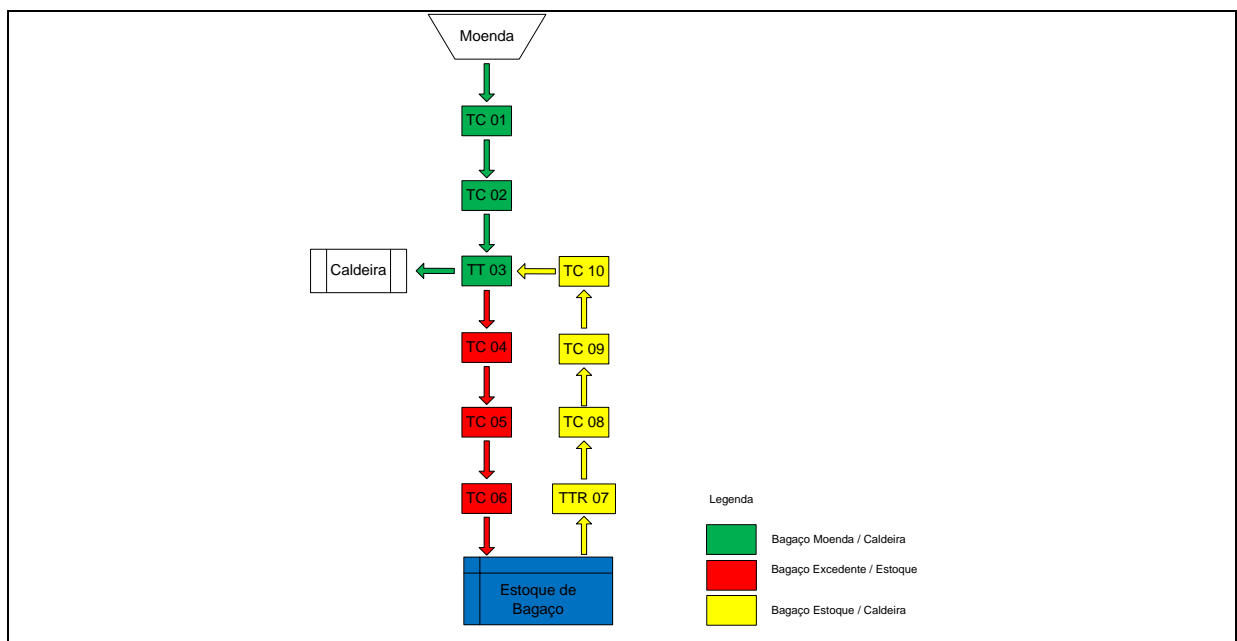 Moenda
TC 01
TC 02
Caldeira
TT 03
TC 10
TC 04
TC 09
TC 05
TC 08
TC 06
TTR 07
Estoque de
Bagaço
Legenda
Bagaço Moenda / Caldeira
Bagaço Excedente / Estoque
Bagaço Estoque / Caldeira